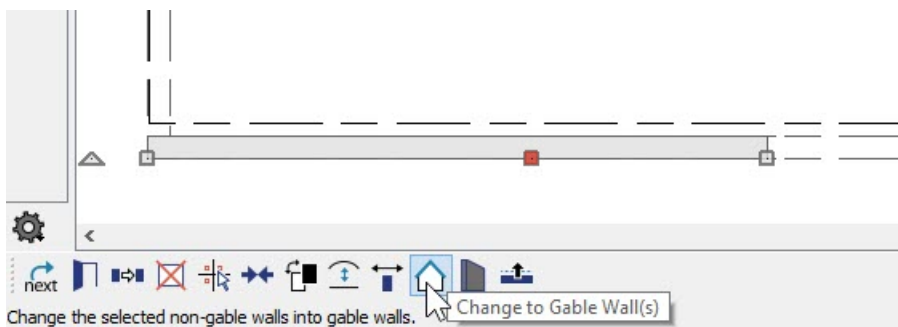 next
Change to Gable Wall(s)
Change the selected non-gable walls into gable walls.